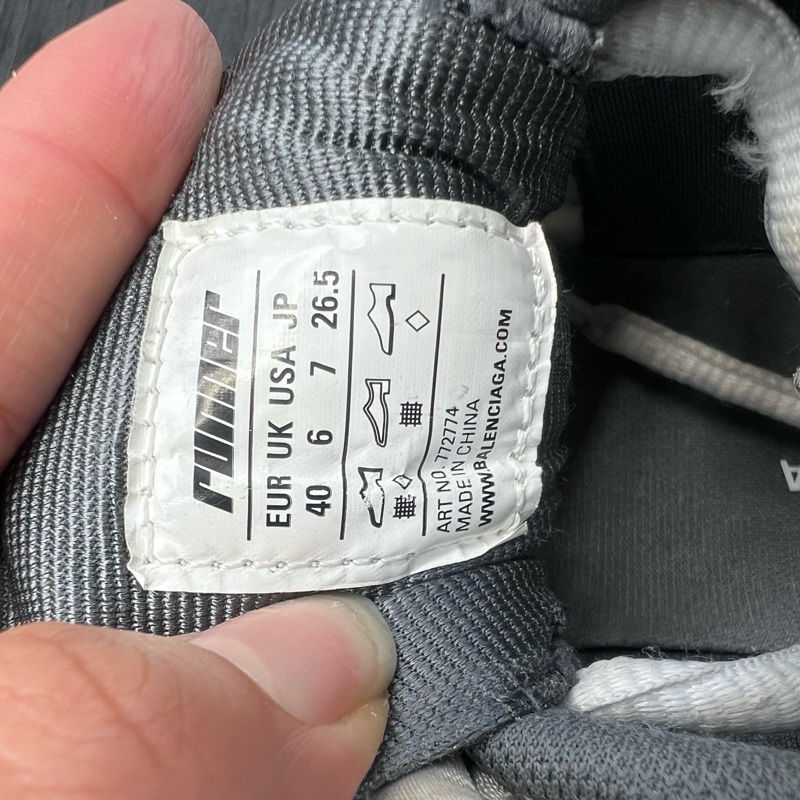 runner
EUR UK USA JP
40 6 7 26.5
ART NO. 772774
MADE IN CHINA
WWW.BALENCIAGA.COM
A